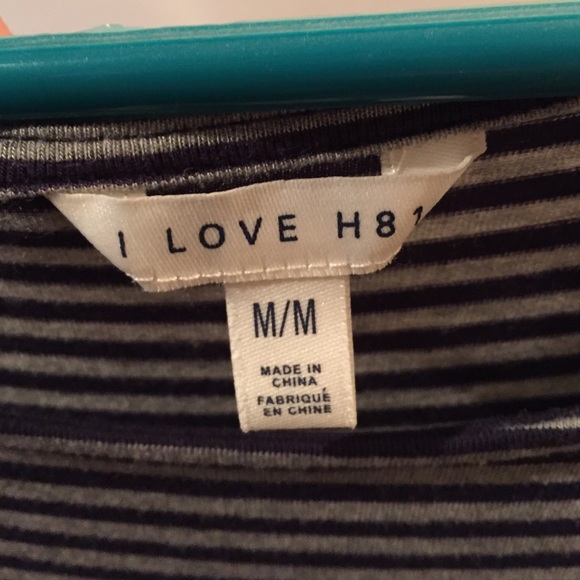 I LOVE H81
M/M
MADE IN
CHINA
FABRIQUÉ
EN CHINE